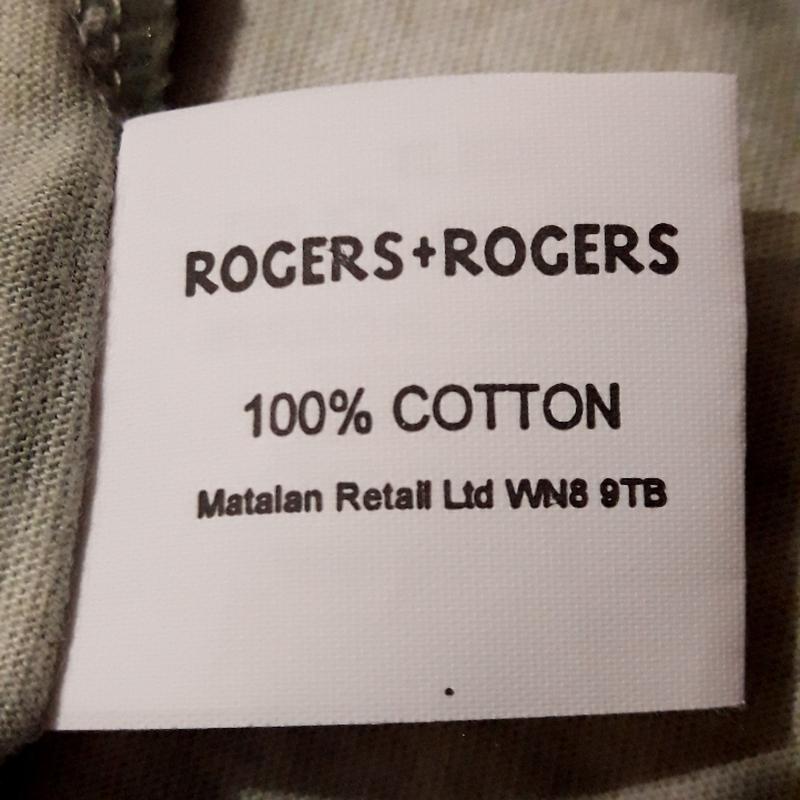 ROGERS+ROGERS
100% COTTON
Matalan Retail Ltd WN8 9TB